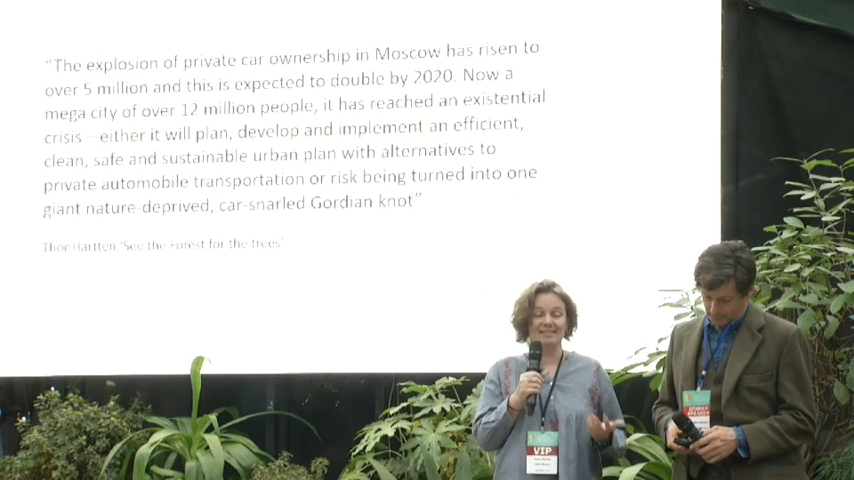 “The explosion of private car ownership in Moscow has risen to
over 5 million and this is expected to double by 2020. Now a
mega city of over 12 million people, it has reached an existential
crisis – either it will plan, develop and implement an efficient,
clean, safe and sustainable urban plan with alternatives to
private automobile transportation or risk being turned into one
giant nature-deprived, car-snarled Gordian knot”
Thor Hartten ‘See the Forest for the trees’
VIP
SPEAKER